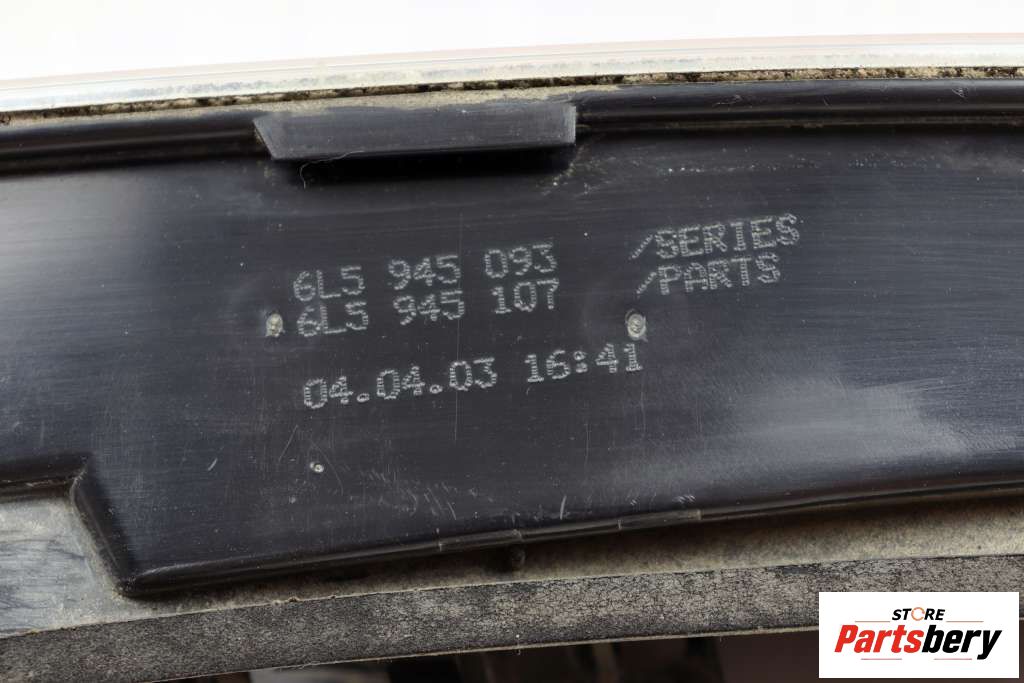 6L5 945 093 /SERIES
6L5 945 107 /PARTS
04.04.03 16:41
STORE
Partsbery